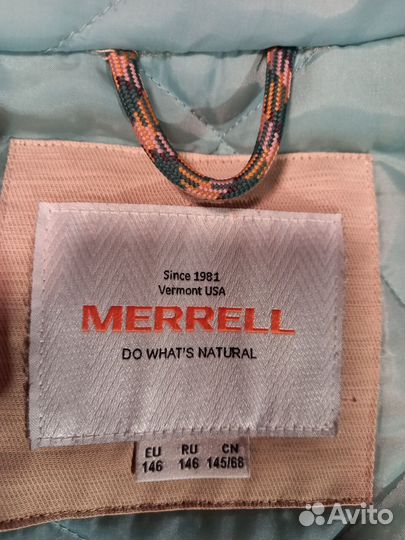 Since 1981
Vermont USA
MERRELL
DO WHAT'S NATURAL
EU RU CN
146 146 145/68
Avito